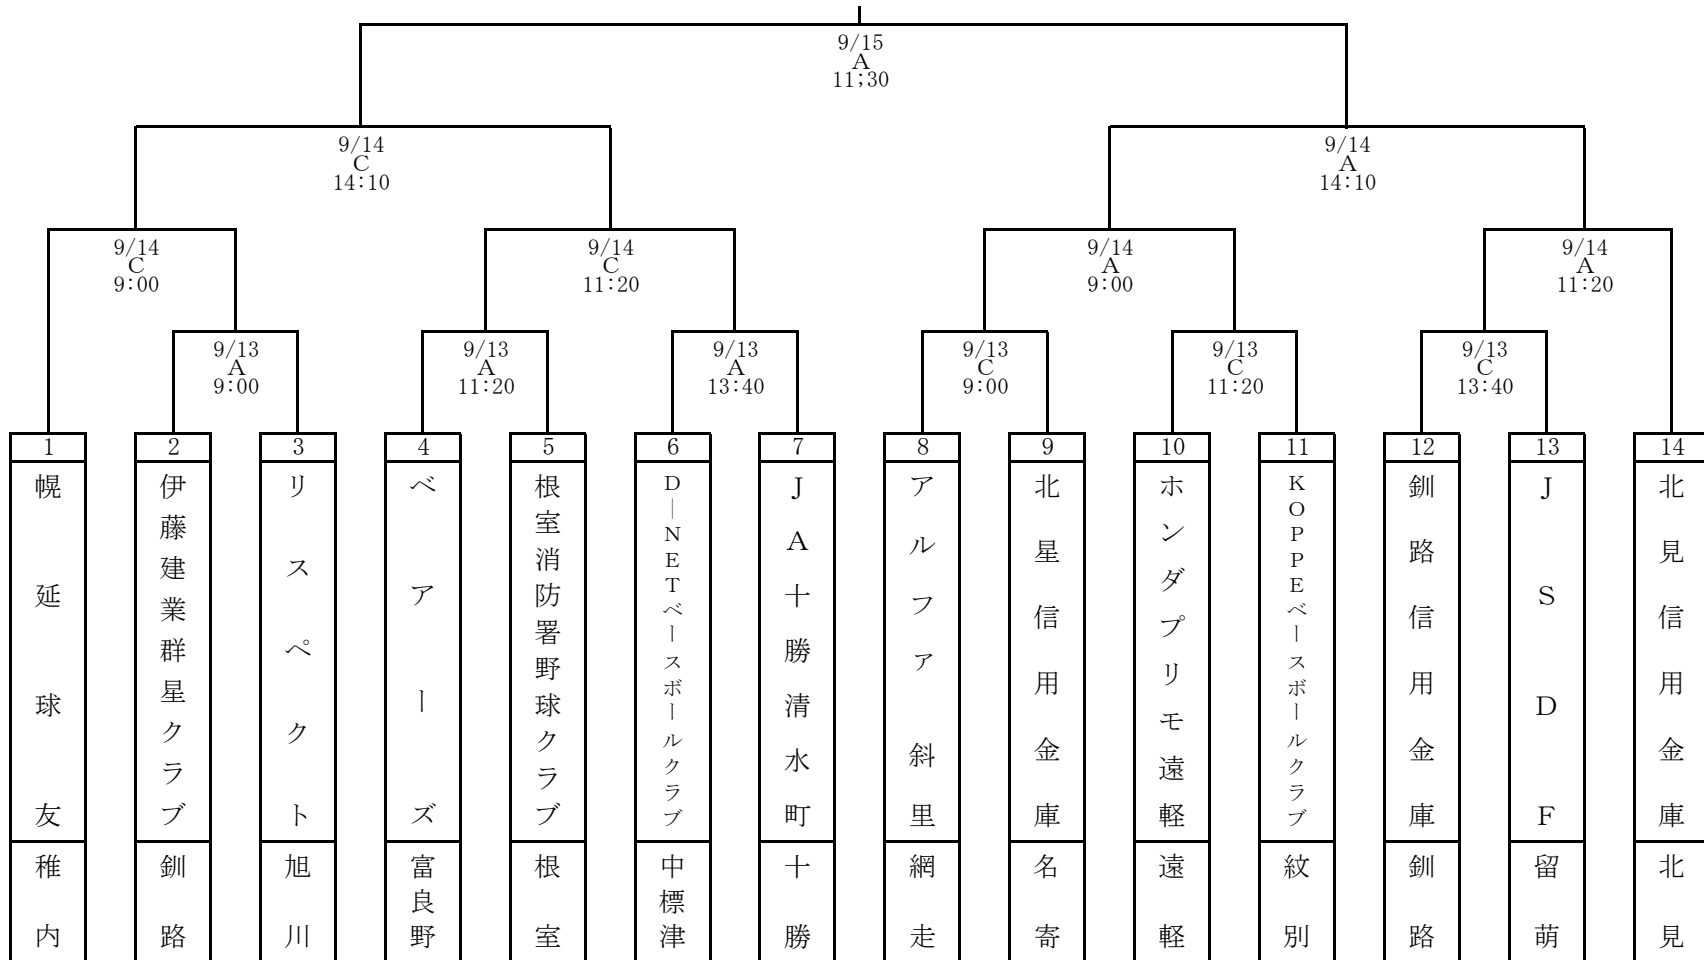 9/15
A
11;30
9/14
C
14:10
9/14
A
14:10
9/14
C
9:00
9/14
C
11:20
9/14
A
9:00
9/14
A
11:20
9/13
A
9:00
9/13
A
11:20
9/13
A
13:40
9/13
C
9:00
9/13
C
11:20
9/13
C
13:40
1
幌延球友
稚内
2
伊藤建業群星クラブ
釧路
3
リスペクト
旭川
4
ベアーズ
富良野
5
根室消防署野球クラブ
根室
6
D―NETベースボールクラブ
中標津
7
JA十勝清水町
十勝
8
アルファ 斜里
網走
9
北星信用金庫
名寄
10
ホンダプリモ遠軽
遠軽
11
KOPPEベースボールクラブ
紋別
12
釧路信用金庫
釧路
13
JSDF
留萌
14
北見信用金庫
北見